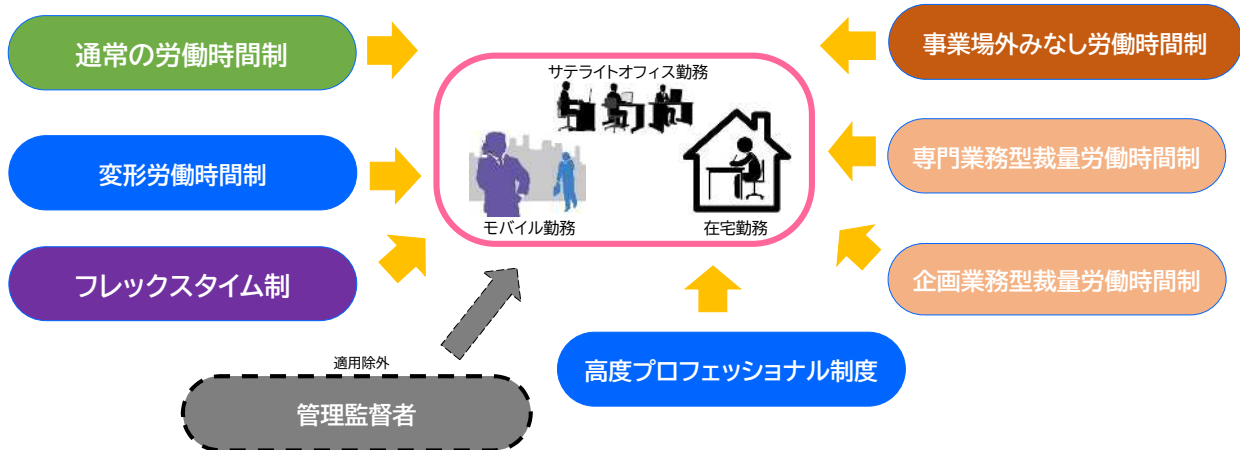 通常の労働時間制
事業場外みなし労働時間制
サテライトオフィス勤務
変形労働時間制
専門業務型裁量労働時間制
モバイル勤務
在宅勤務
フレックスタイム制
企画業務型裁量労働時間制
適用除外
高度プロフェッショナル制度
管理監督者